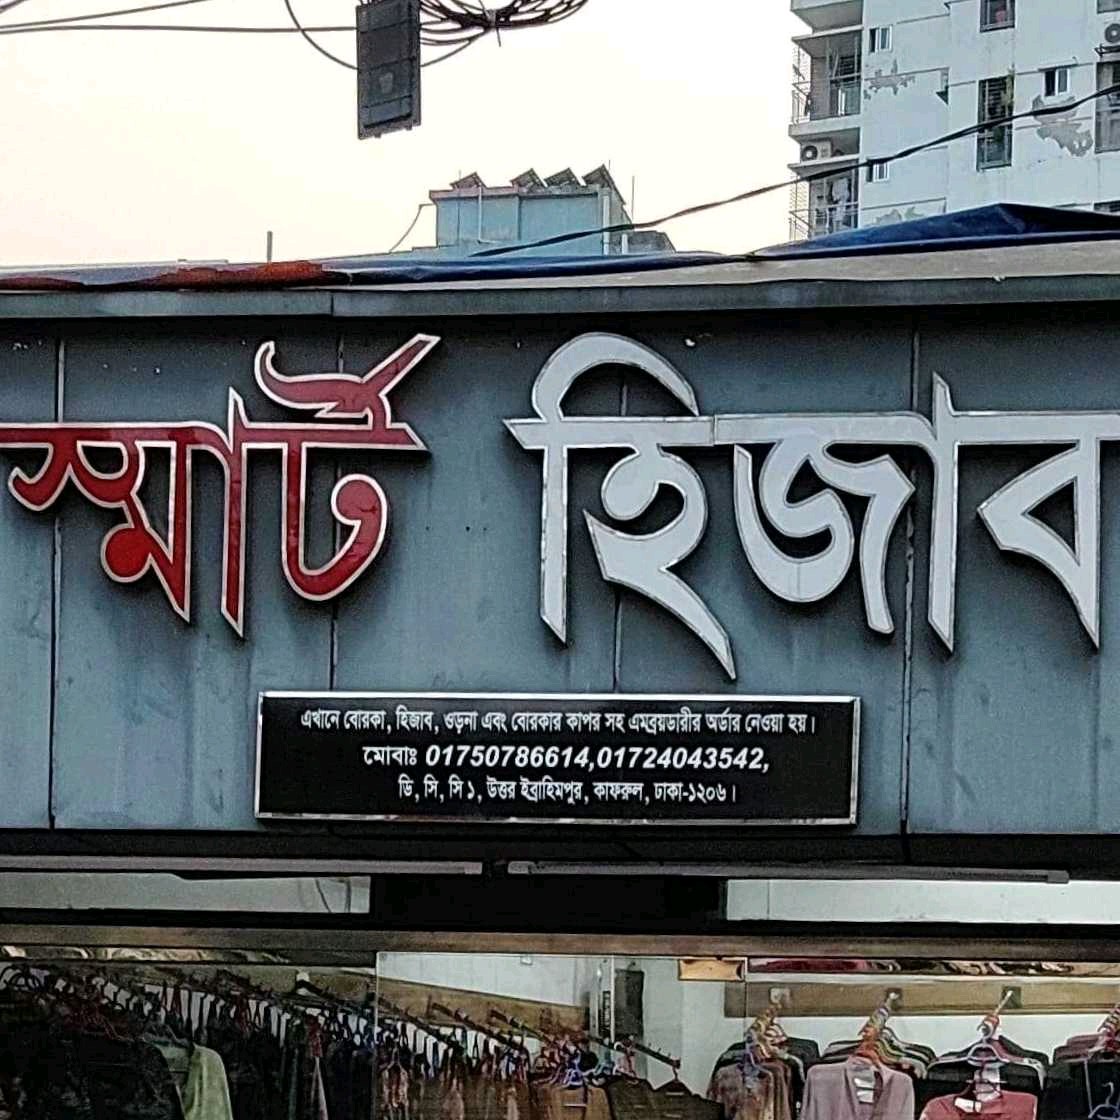 স্মার্ট হিজাব
এখানে বোরকা, হিজাব, ওড়না এবং বোরকার কাপর সহ এমব্রয়ডারীর অর্ডার নেওয়া হয়।
মোবাঃ 01750786614,01724043542,
ডি, সি, সি ১, উত্তর ইব্রাহিমপুর, কাফরুল, ঢাকা-১২০৬।